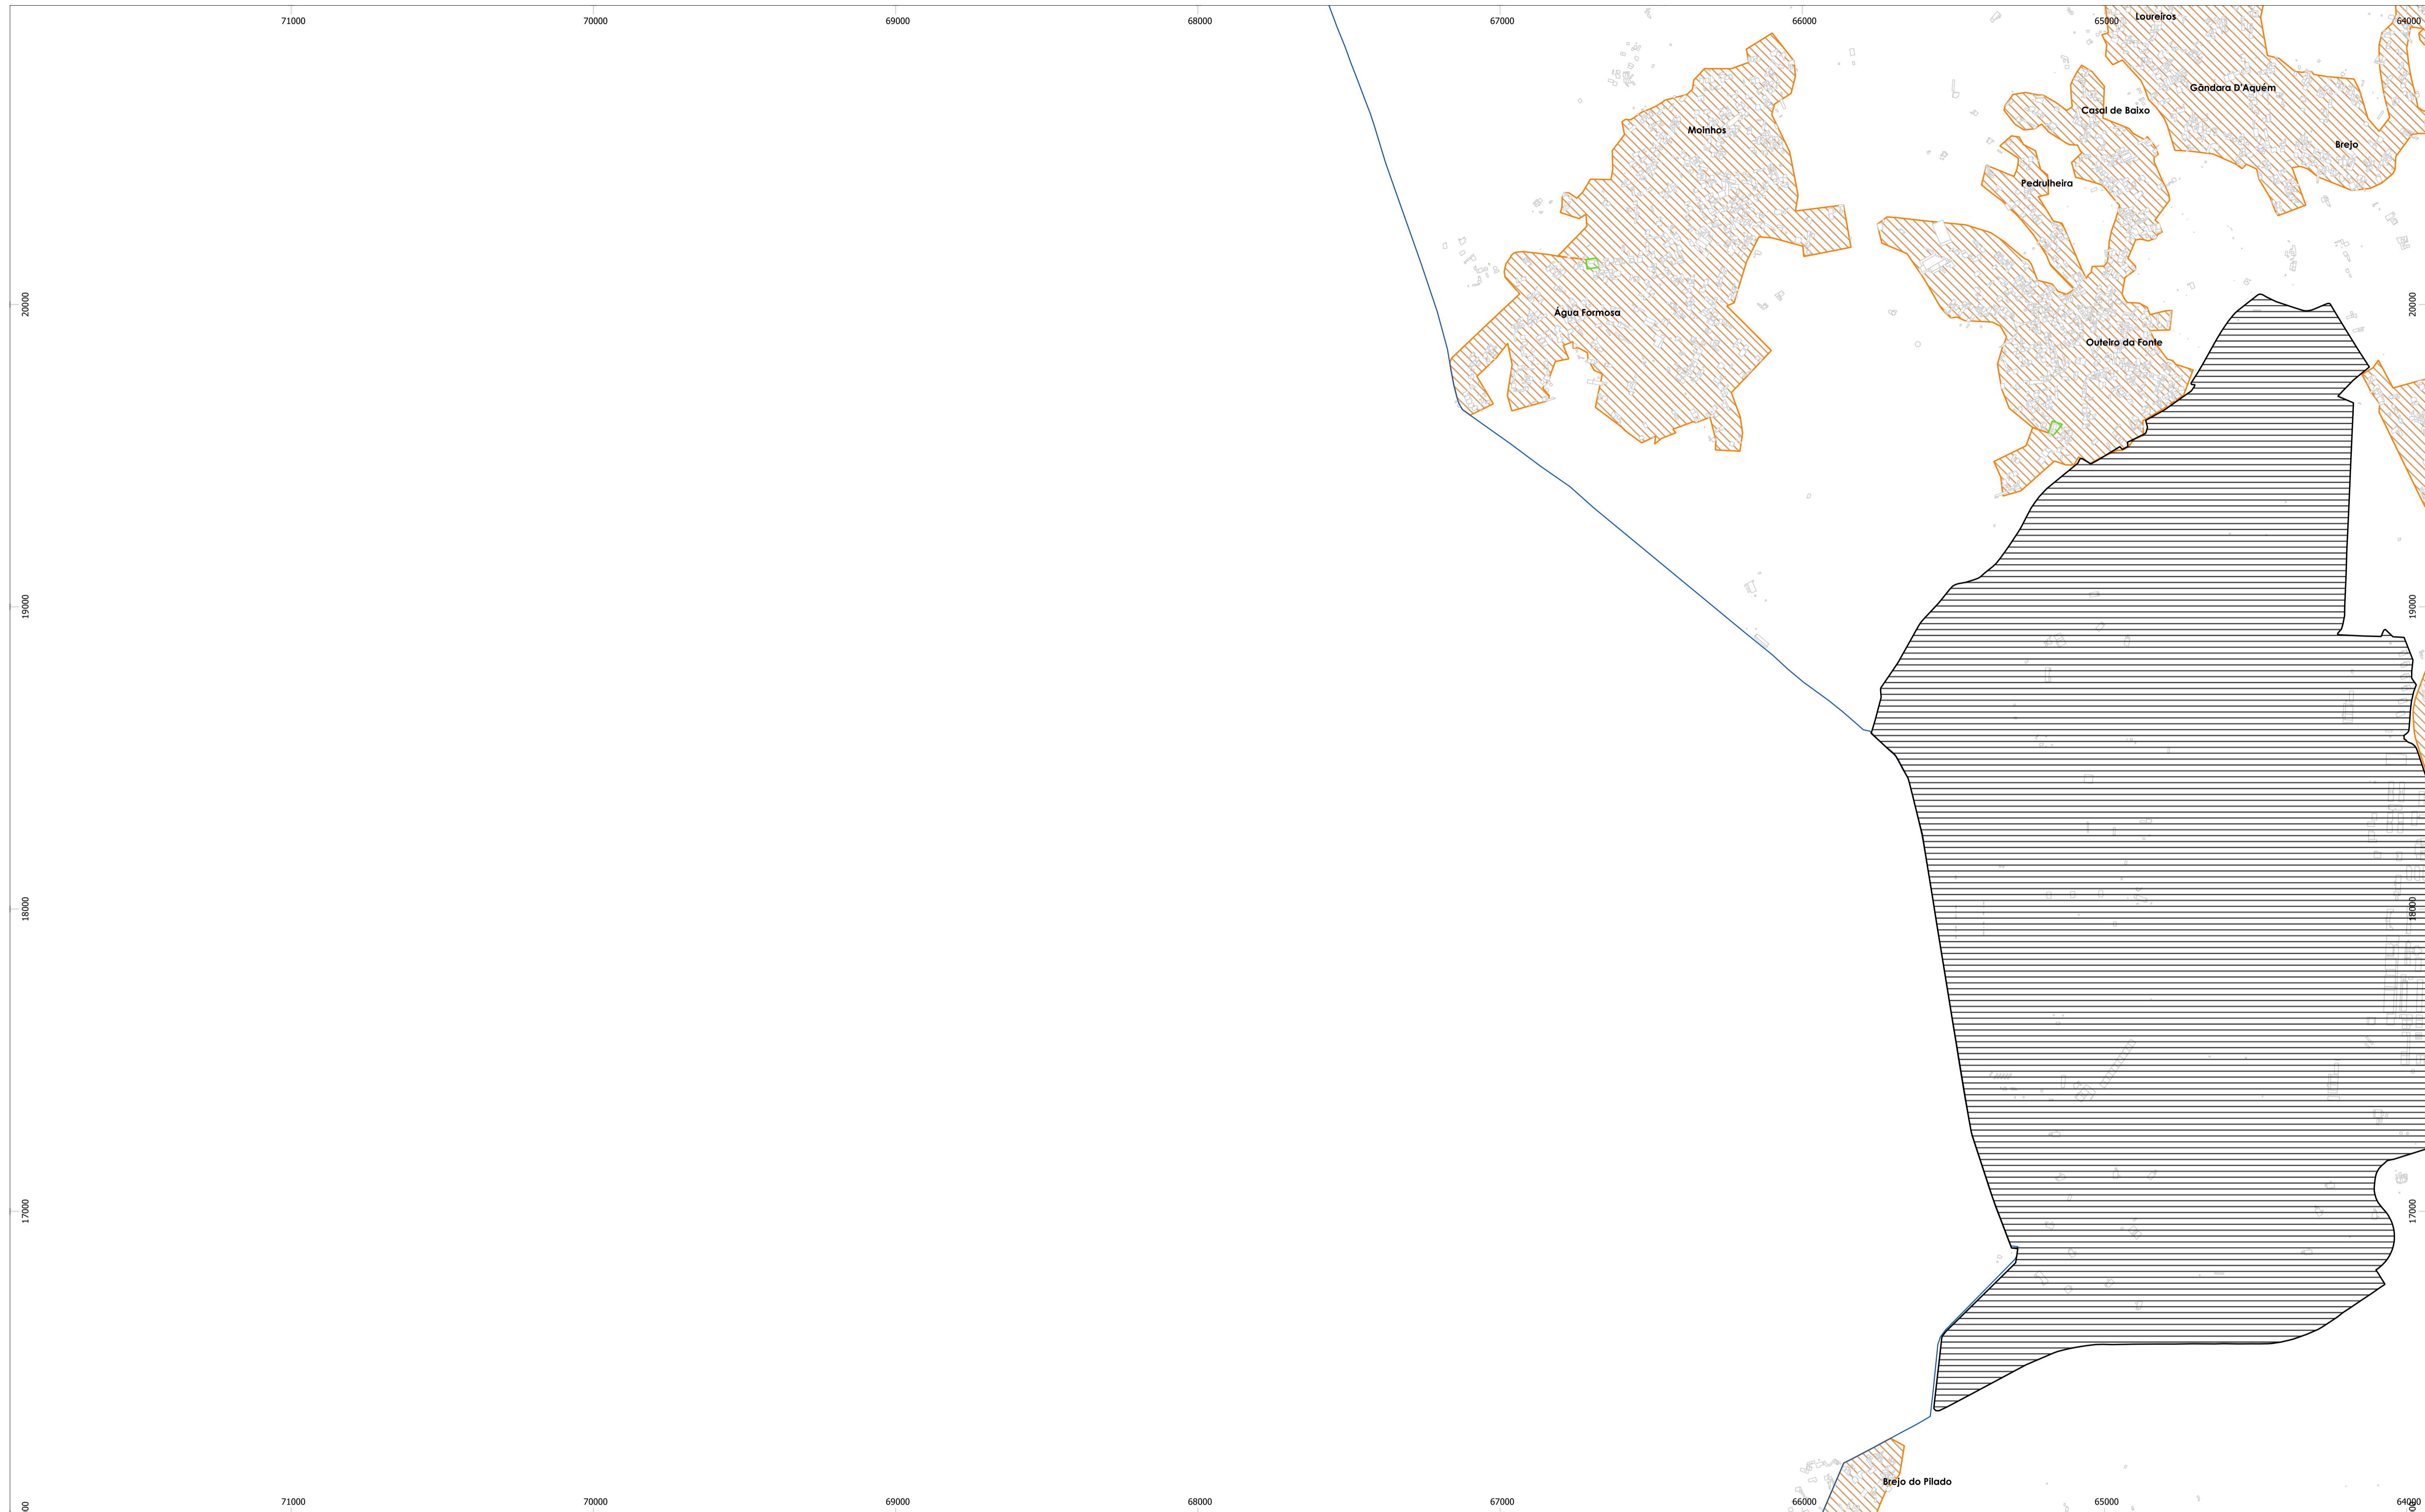 71000 70000 69000 68000 67000 66000 65000 64000
Loureiros
Gândara D'Aquém
Casal de Baixo
Moinhos
Brejo
Pedrulheira
20000 20000
Água Formosa
Outeiro da Fonte
19000 19000
18000 18000
17000 17000
Brejo do Pilado
71000 70000 69000 68000 67000 66000 65000 64000